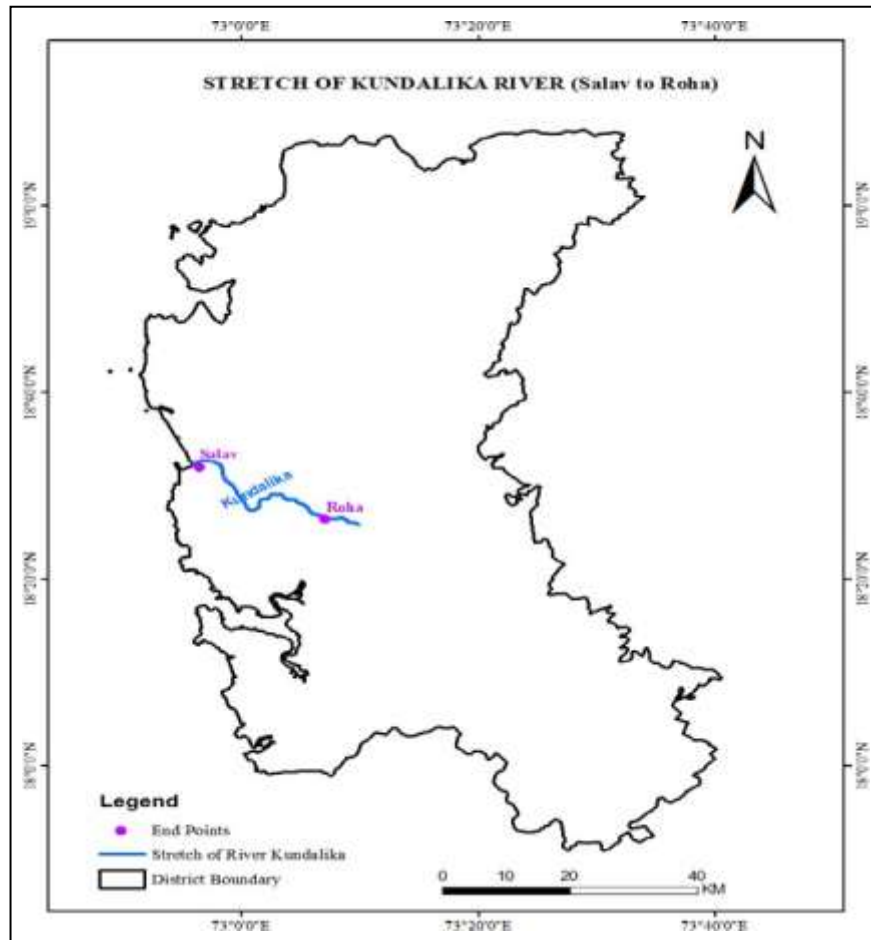 73°0'0"E 73°20'0"E 73°40'0"E
STRETCH OF KUNDALIKA RIVER (Salav to Roha)
N
19°0'0"N 19°0'0"N
18°40'0"N 18°40'0"N
Salav
Kundalika
Roha
18°20'0"N 18°20'0"N
18°0'0"N 18°0'0"N
Legend
End Points
Stretch of River Kundalika
District Boundary
0 10 20 40
KM
73°0'0"E 73°20'0"E 73°40'0"E